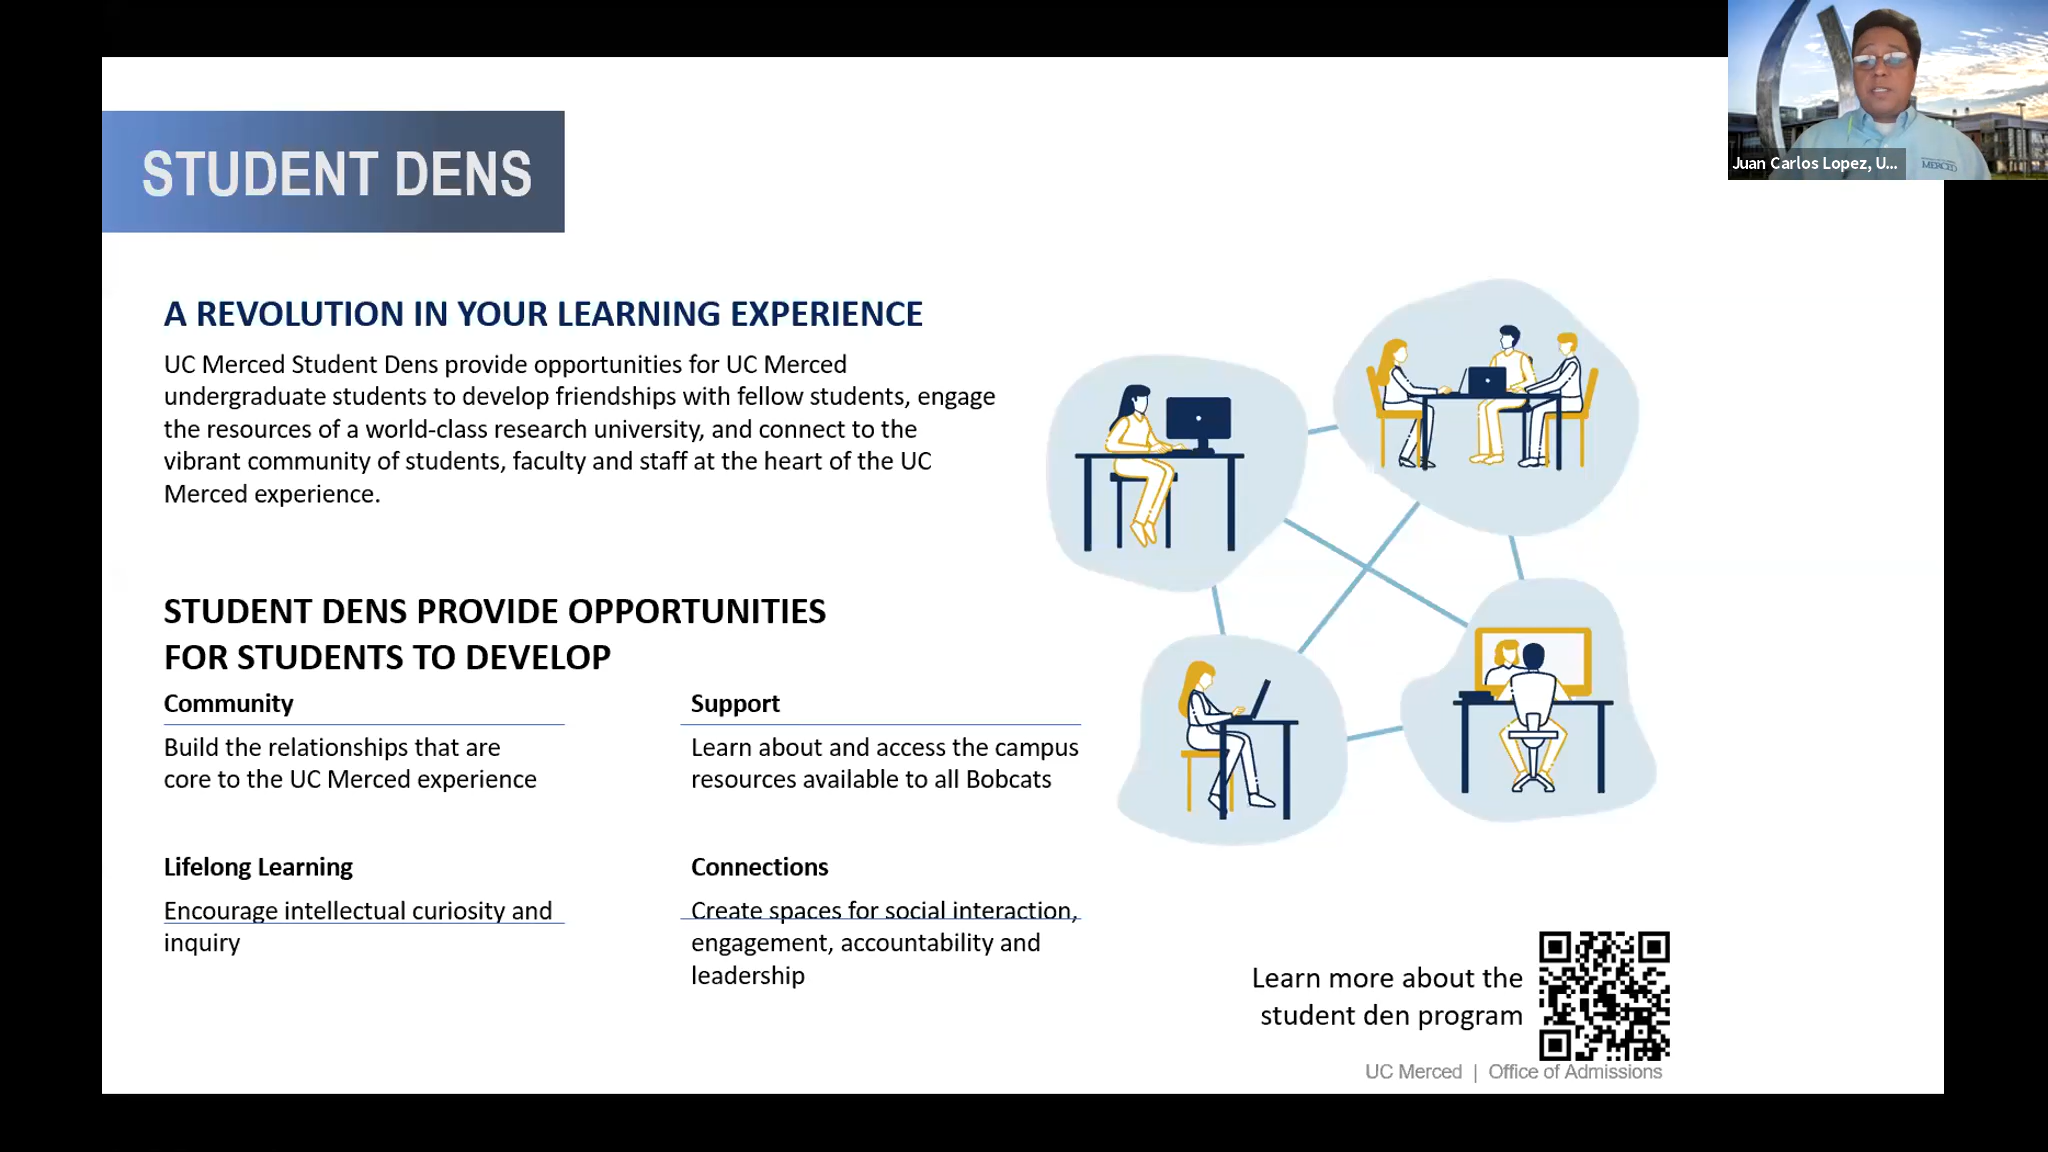 Juan Carlos Lopez, U...
MERCED
STUDENT DENS
A REVOLUTION IN YOUR LEARNING EXPERIENCE
UC Merced Student Dens provide opportunities for UC Merced
undergraduate students to develop friendships with fellow students, engage
the resources of a world-class research university, and connect to the
vibrant community of students, faculty and staff at the heart of the UC
Merced experience.
STUDENT DENS PROVIDE OPPORTUNITIES
FOR STUDENTS TO DEVELOP
Community
Build the relationships that are
core to the UC Merced experience
Support
Learn about and access the campus
resources available to all Bobcats
Lifelong Learning
Encourage intellectual curiosity and
inquiry
Connections
Create spaces for social interaction,
engagement, accountability and
leadership
Learn more about the
student den program
UC Merced | Office of Admissions